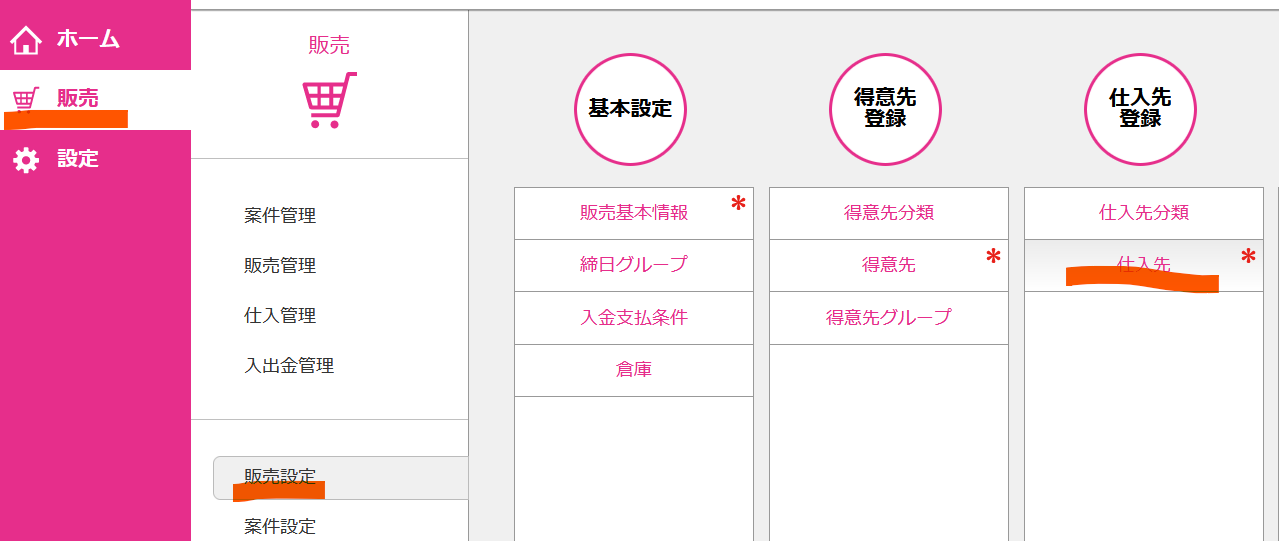 ホーム
販売
設定
販売
案件管理
販売管理
仕入管理
入出金管理
販売設定
案件設定
基本設定
販売基本情報 *
締日グループ
入金支払条件
倉庫
得意先
登録
得意先分類
得意先 *
得意先グループ
仕入先
登録
仕入先分類
仕入先 *